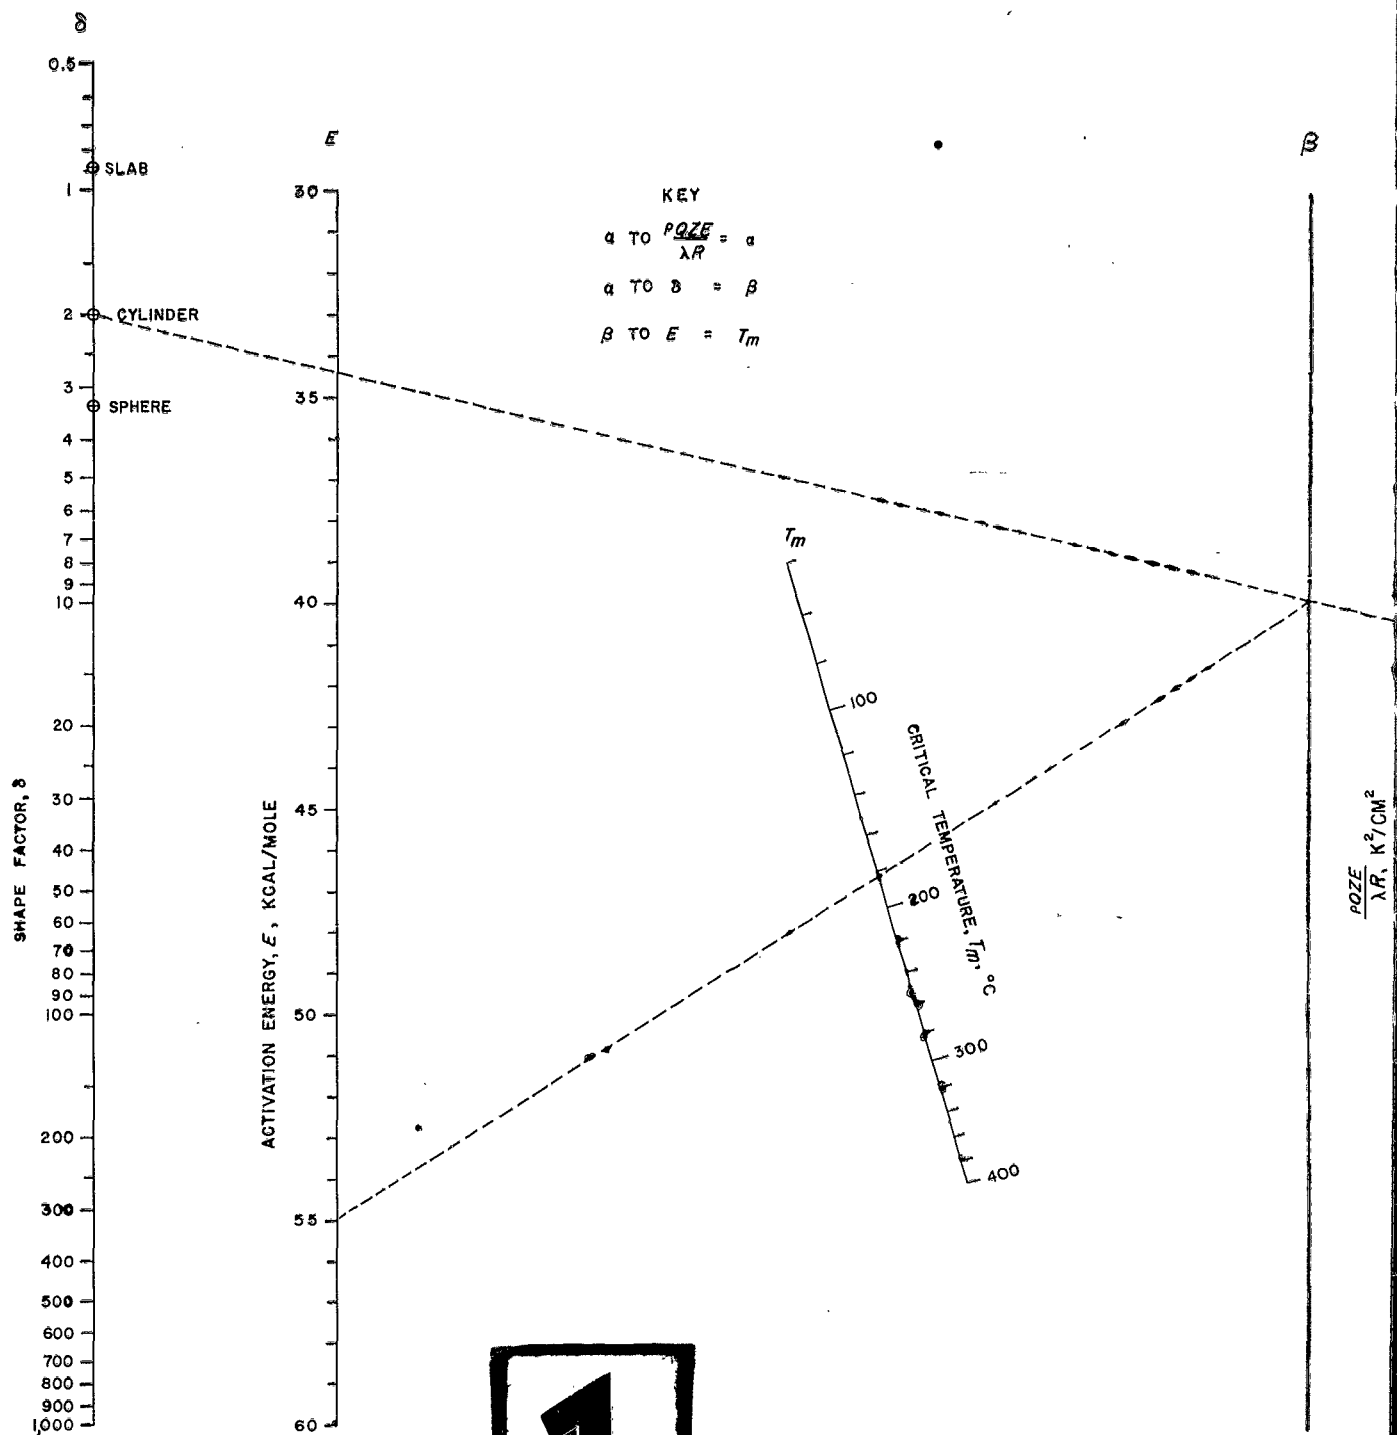 δ
0.5
SLAB
1
2
CYLINDER
3
SPHERE
4
5
6
7
8
9
10
20
30
40
50
60
70
80
90
100
200
300
400
500
600
700
800
900
1,000
SHAPE FACTOR, δ
E
30
35
40
45
50
55
60
ACTIVATION ENERGY, E, KCAL/MOLE
KEY
α TO ρQZE/λR = α
α TO δ = β
β TO E = Tm
Tm
100
200
300
400
CRITICAL TEMPERATURE, Tm, °C
β
ρQZE/λR, K²/CM²
1